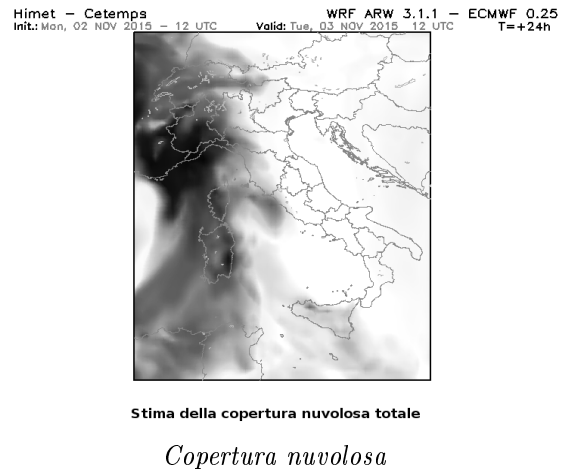 Himet – Cetemps WRF ARW 3.1.1 – ECMWF 0.25
Init.: Mon, 02 NOV 2015 – 12 UTC Valid: Tue, 03 NOV 2015 12 UTC T=+24h
Stima della copertura nuvolosa totale
Copertura nuvolosa